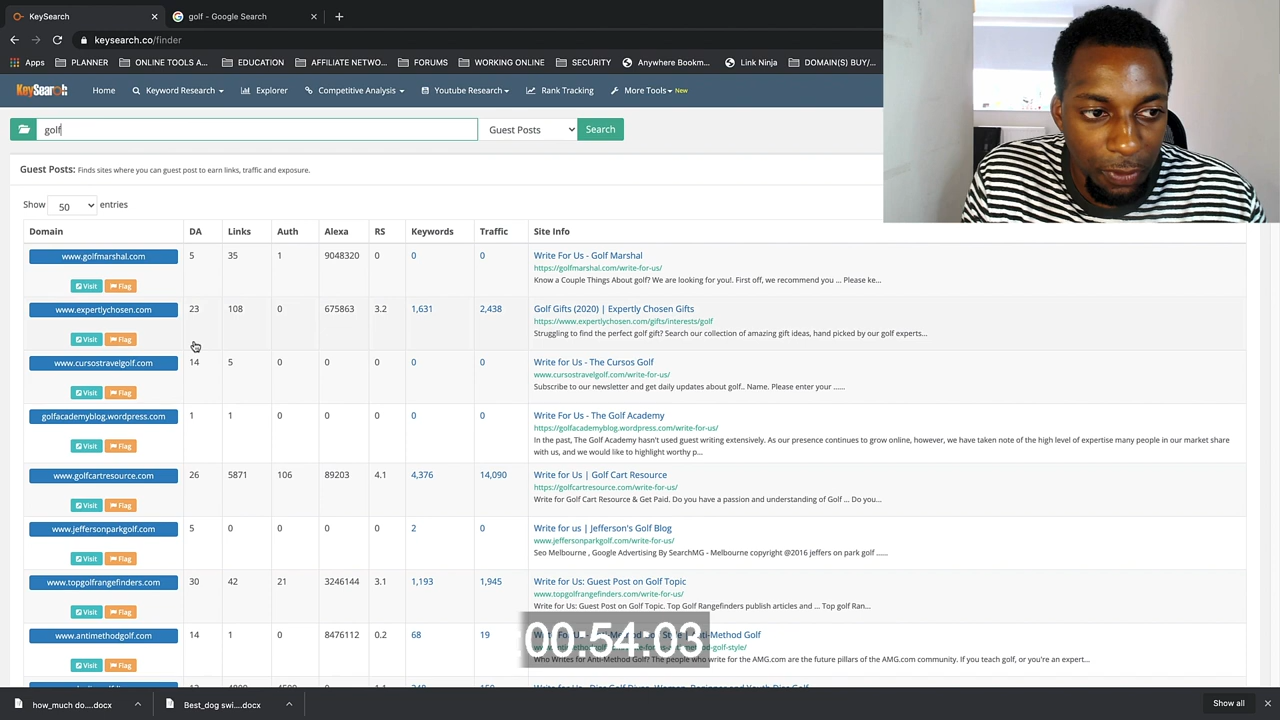 KeySearch
golf - Google Search
keysearch.co/finder
Apps
PLANNER
ONLINE TOOLS A...
EDUCATION
AFFILIATE NETWO...
FORUMS
WORKING ONLINE
SECURITY
Anywhere Bookm...
Link Ninja
DOMAIN(S) BUY/...
KeySearch
Home
Keyword Research
Explorer
Competitive Analysis
Youtube Research
Rank Tracking
More Tools New
golf
Guest Posts
Search
Guest Posts: Finds sites where you can guest post to earn links, traffic and exposure.
Show 50 entries
Domain DA Links Auth Alexa RS Keywords Traffic Site Info
www.golfmarshal.com 5 35 1 9048320 0 0 0 Write For Us - Golf Marshal
https://golfmarshal.com/write-for-us/
Visit Flag Know a Couple Things About golf? We are looking for you!. First off, we recommend you ... Please ke...
www.expertlychosen.com 23 108 0 675863 3.2 1,631 2,438 Golf Gifts (2020) | Expertly Chosen Gifts
https://www.expertlychosen.com/gifts/interests/golf
Visit Flag Struggling to find the perfect golf gift? Search our collection of amazing gift ideas, hand picked by our golf experts...
www.cursostravelgolf.com 14 5 0 0 0 0 0 Write for Us - The Cursos Golf
www.cursostravelgolf.com/write-for-us/
Visit Flag Subscribe to our newsletter and get daily updates about golf.. Name. Please enter your ......
golfacademyblog.wordpress.com 1 1 0 0 0 0 0 Write For Us - The Golf Academy
https://golfacademyblog.wordpress.com/write-for-us/
Visit Flag In the past, The Golf Academy hasn't used guest writing extensively. As our presence continues to grow online, however, we have taken note of the high level of expertise many people in our market share
with us, and we would like to highlight worthy p...
www.golfcartresource.com 26 5871 106 89203 4.1 4,376 14,090 Write for Us | Golf Cart Resource
https://golfcartresource.com/write-for-us/
Visit Flag Write for Golf Cart Resource & Get Paid. Do you have a passion and understanding of Golf ... Do you...
www.jeffersonparkgolf.com 5 0 0 0 0 2 0 Write for us | Jefferson's Golf Blog
www.jeffersonparkgolf.com/write-for-us/
Visit Flag Seo Melbourne , Google Advertising By SearchMG - Melbourne copyright @2016 jeffers on park golf ......
www.topgolfrangefinders.com 30 42 21 3246144 3.1 1,193 1,945 Write for Us: Guest Post on Golf Topic
www.topgolfrangefinders.com/write-for-us/
Visit Flag Write for Us: Guest Post on Golf Topic. Top Golf Rangefinders publish articles and ... Top golf Ran...
www.antimethodgolf.com 14 1 0 8476112 0.2 68 19 Anti-Method Golf
00:54:03
Visit Flag Who Writes for Anti-Method Golf? The people who write for the AMG.com are the future pillars of the AMG.com community. If you teach golf, or you're an expert...
how_much do....docx
Best_dog swi....docx
Show all